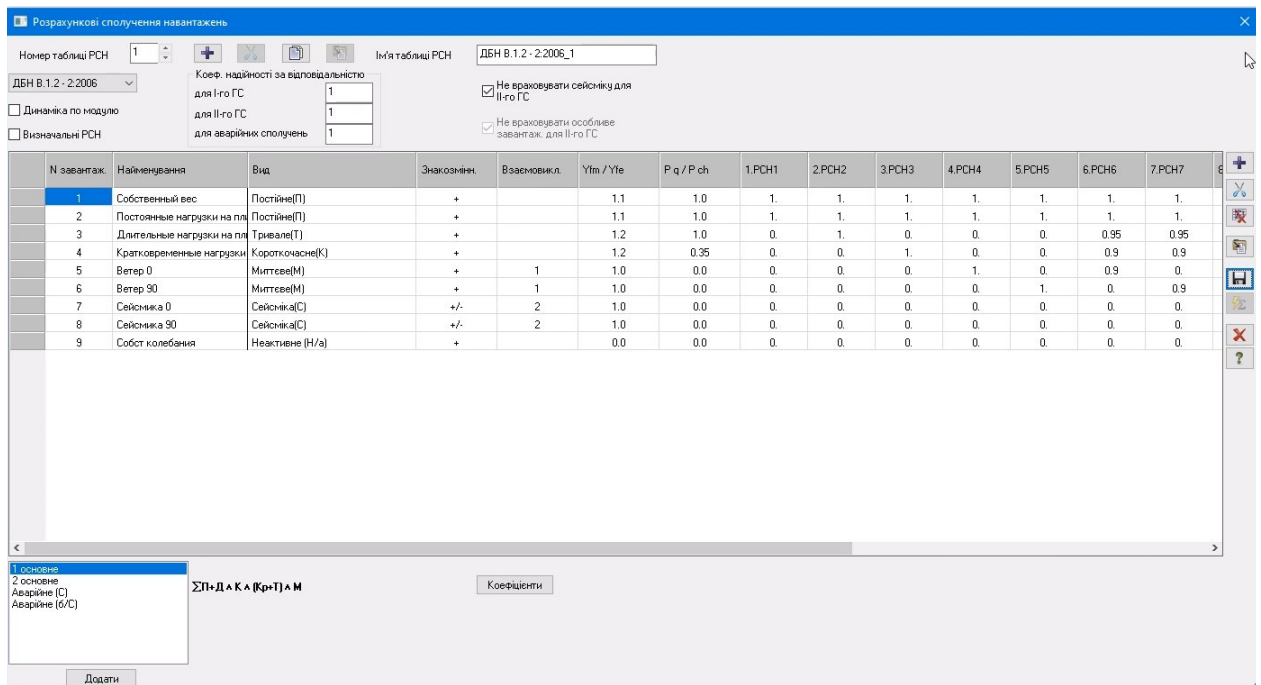 Розрахункові сполучення навантажень
Номер таблиці РСН 1 Ім'я таблиці РСН ДБН В.1.2 - 2:2006_1
ДБН В.1.2 - 2:2006 Коеф. надійності за відповідальністю
для I-го ГС 1 Не враховувати сейсміку для
II-го ГС
Динаміка по модулю для II-го ГС 1
Визначальні РСН для аварійних сполучень 1 Не враховувати особливе
завантаж. для II-го ГС
N завантаж. Найменування Вид Знакозмінн. Взаємовикл. Yfm / Yfe P q / P ch 1.РСН1 2.РСН2 3.РСН3 4.РСН4 5.РСН5 6.РСН6 7.РСН7 8
1 Собственный вес Постійне(П) + 1.1 1.0 1. 1. 1. 1. 1. 1. 1.
2 Постоянные нагрузки на пли Постійне(П) + 1.1 1.0 1. 1. 1. 1. 1. 1. 1.
3 Длительные нагрузки на пл Тривале(Т) + 1.2 1.0 0. 1. 0. 0. 0. 0.95 0.95
4 Кратковременные нагрузки Короткочасне(К) + 1.2 0.35 0. 0. 1. 0. 0. 0.9 0.9
5 Ветер 0 Миттєве(М) + 1 1.0 0.0 0. 0. 0. 1. 0. 0.9 0.
6 Ветер 90 Миттєве(М) + 1 1.0 0.0 0. 0. 0. 0. 1. 0. 0.9
7 Сейсмика 0 Сейсміка(С) +/- 2 1.0 0.0 0. 0. 0. 0. 0. 0. 0.
8 Сейсмика 90 Сейсміка(С) +/- 2 1.0 0.0 0. 0. 0. 0. 0. 0. 0.
9 Собст колебания Неактивне (Н/а) + 0.0 0.0 0. 0. 0. 0. 0. 0. 0.
1 основне
2 основне
Аварійне (С)
Аварійне (б/С)
∑П+Д ʌ К ʌ (Кр+Т) ʌ М
Коефіцієнти
Додати